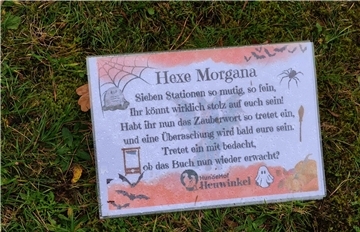 Hexe Morgana
Sieben Stationen so mutig, so fein,
Ihr könnt wirklich stolz auf euch sein!
Habt ihr nun das Zauberwort so tretet ein,
und eine Überaschung wird bald eure sein.
Tretet ein mit bedacht,
ob das Buch nun wieder erwacht?
Heuwinkel